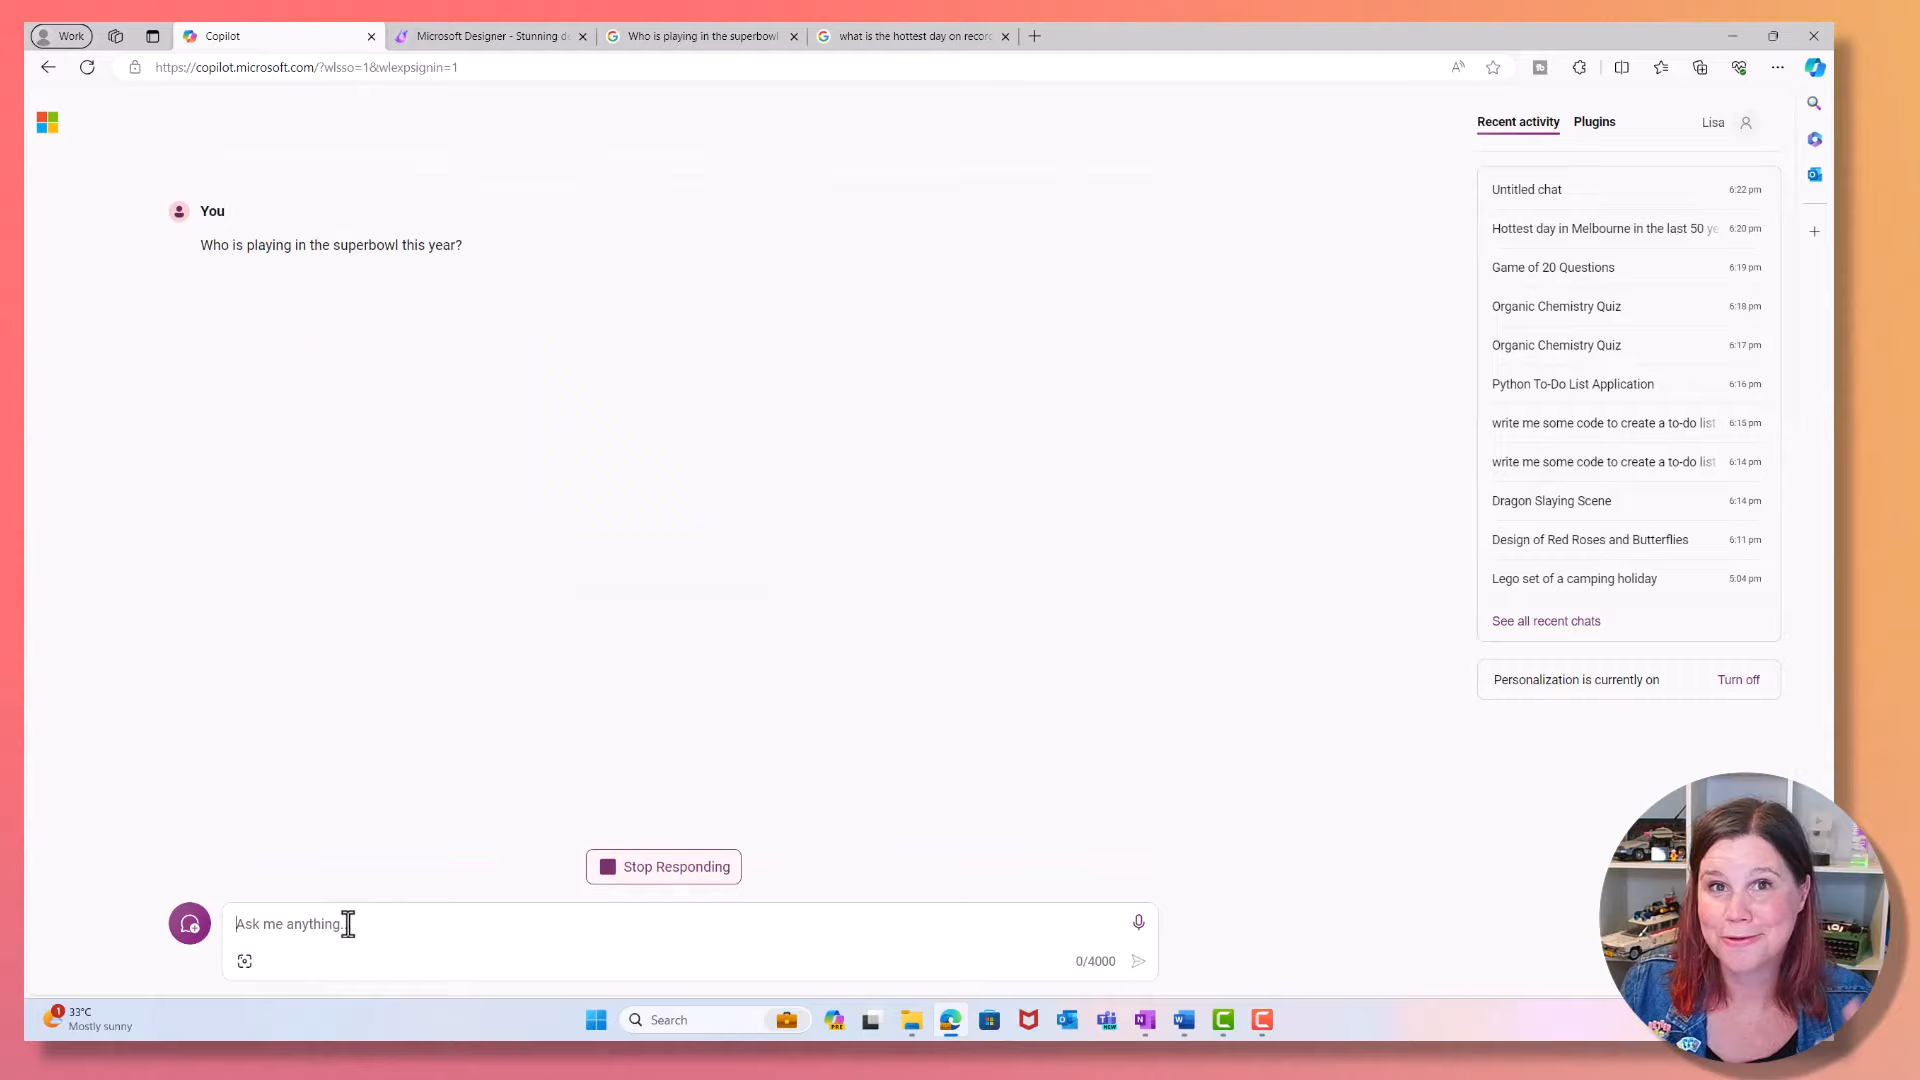 Work
Copilot
Microsoft Designer - Stunning de
Who is playing in the superbowl
what is the hottest day on record
https://copilot.microsoft.com/?wlsso=1&wlexpsignin=1
Recent activity
Plugins
Lisa
You
Who is playing in the superbowl this year?
Untitled chat 6:22 pm
Hottest day in Melbourne in the last 50 ye 6:20 pm
Game of 20 Questions 6:19 pm
Organic Chemistry Quiz 6:18 pm
Organic Chemistry Quiz 6:17 pm
Python To-Do List Application 6:16 pm
write me some code to create a to-do list 6:15 pm
write me some code to create a to-do list 6:14 pm
Dragon Slaying Scene 6:14 pm
Design of Red Roses and Butterflies 6:11 pm
Lego set of a camping holiday 5:04 pm
See all recent chats
Personalization is currently on Turn off
Stop Responding
Ask me anything...
0/4000
1
33°C
Mostly sunny
Search
PRE
NEW